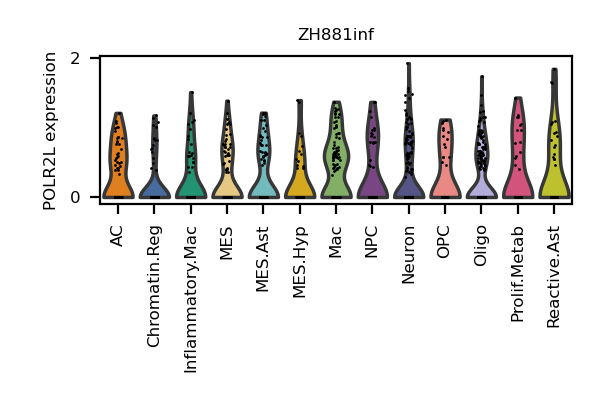 ZH881inf
POLR2L expression
2
0
AC
Chromatin.Reg
Inflammatory.Mac
MES
MES.Ast
MES.Hyp
Mac
NPC
Neuron
OPC
Oligo
Prolif.Metab
Reactive.Ast